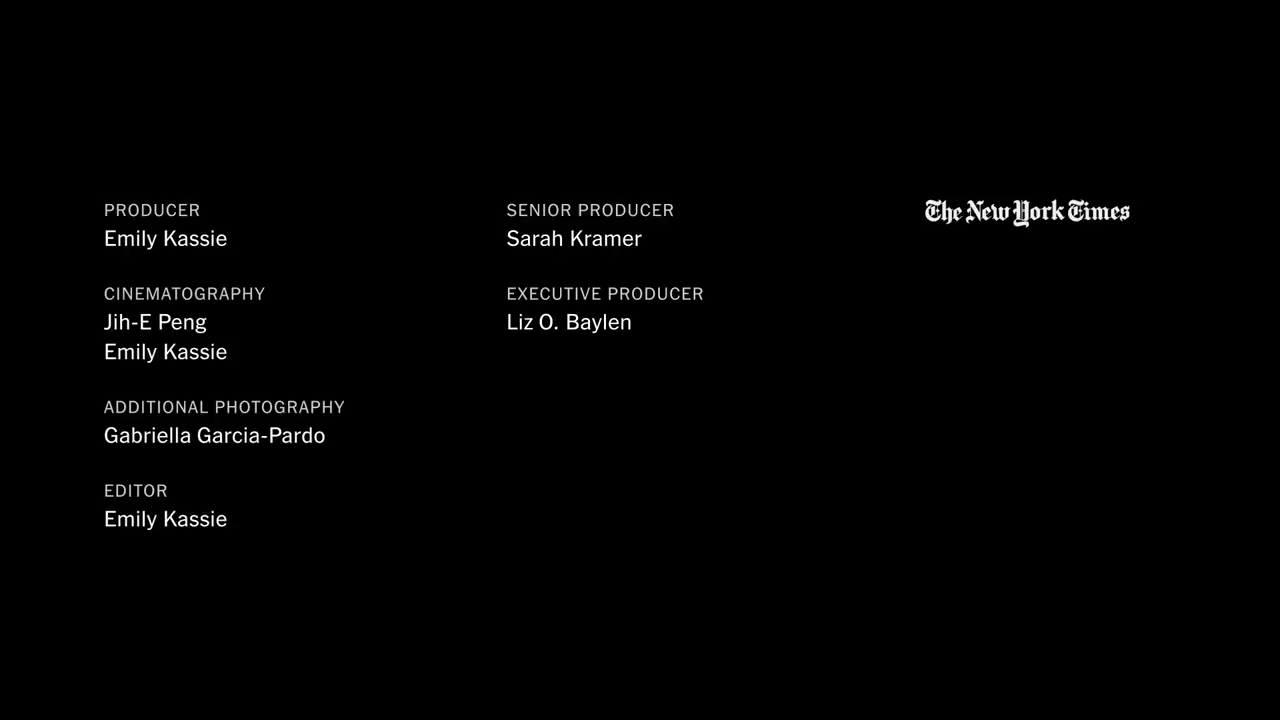 PRODUCER
Emily Kassie
CINEMATOGRAPHY
Jih-E Peng
Emily Kassie
ADDITIONAL PHOTOGRAPHY
Gabriella Garcia-Pardo
EDITOR
Emily Kassie
SENIOR PRODUCER
Sarah Kramer
EXECUTIVE PRODUCER
Liz O. Baylen
The New York Times